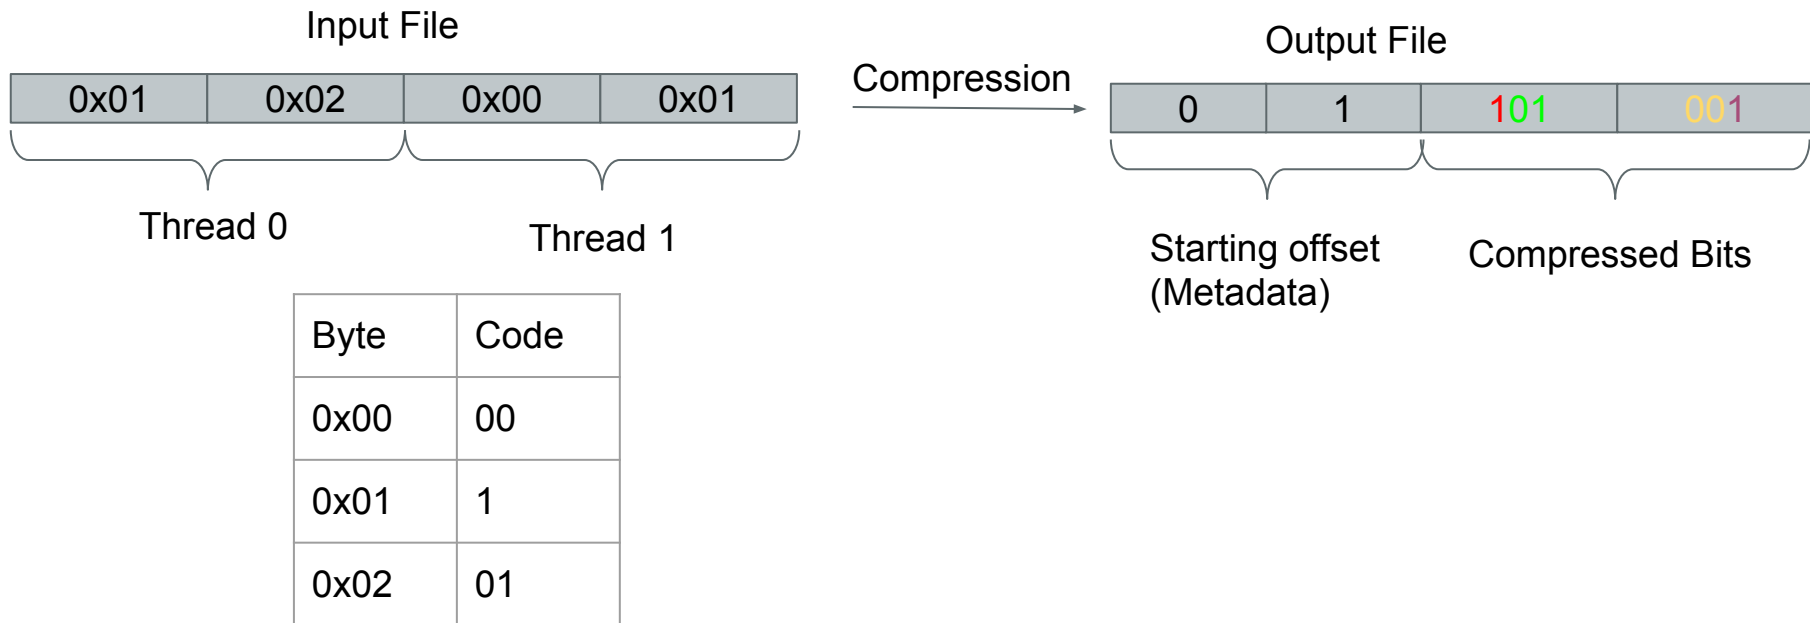 Input File
0x01 0x02 0x00 0x01
Thread 0
Thread 1
Compression
Output File
0 1 101 001
Starting offset
(Metadata)
Compressed Bits
Byte Code
0x00 00
0x01 1
0x02 01